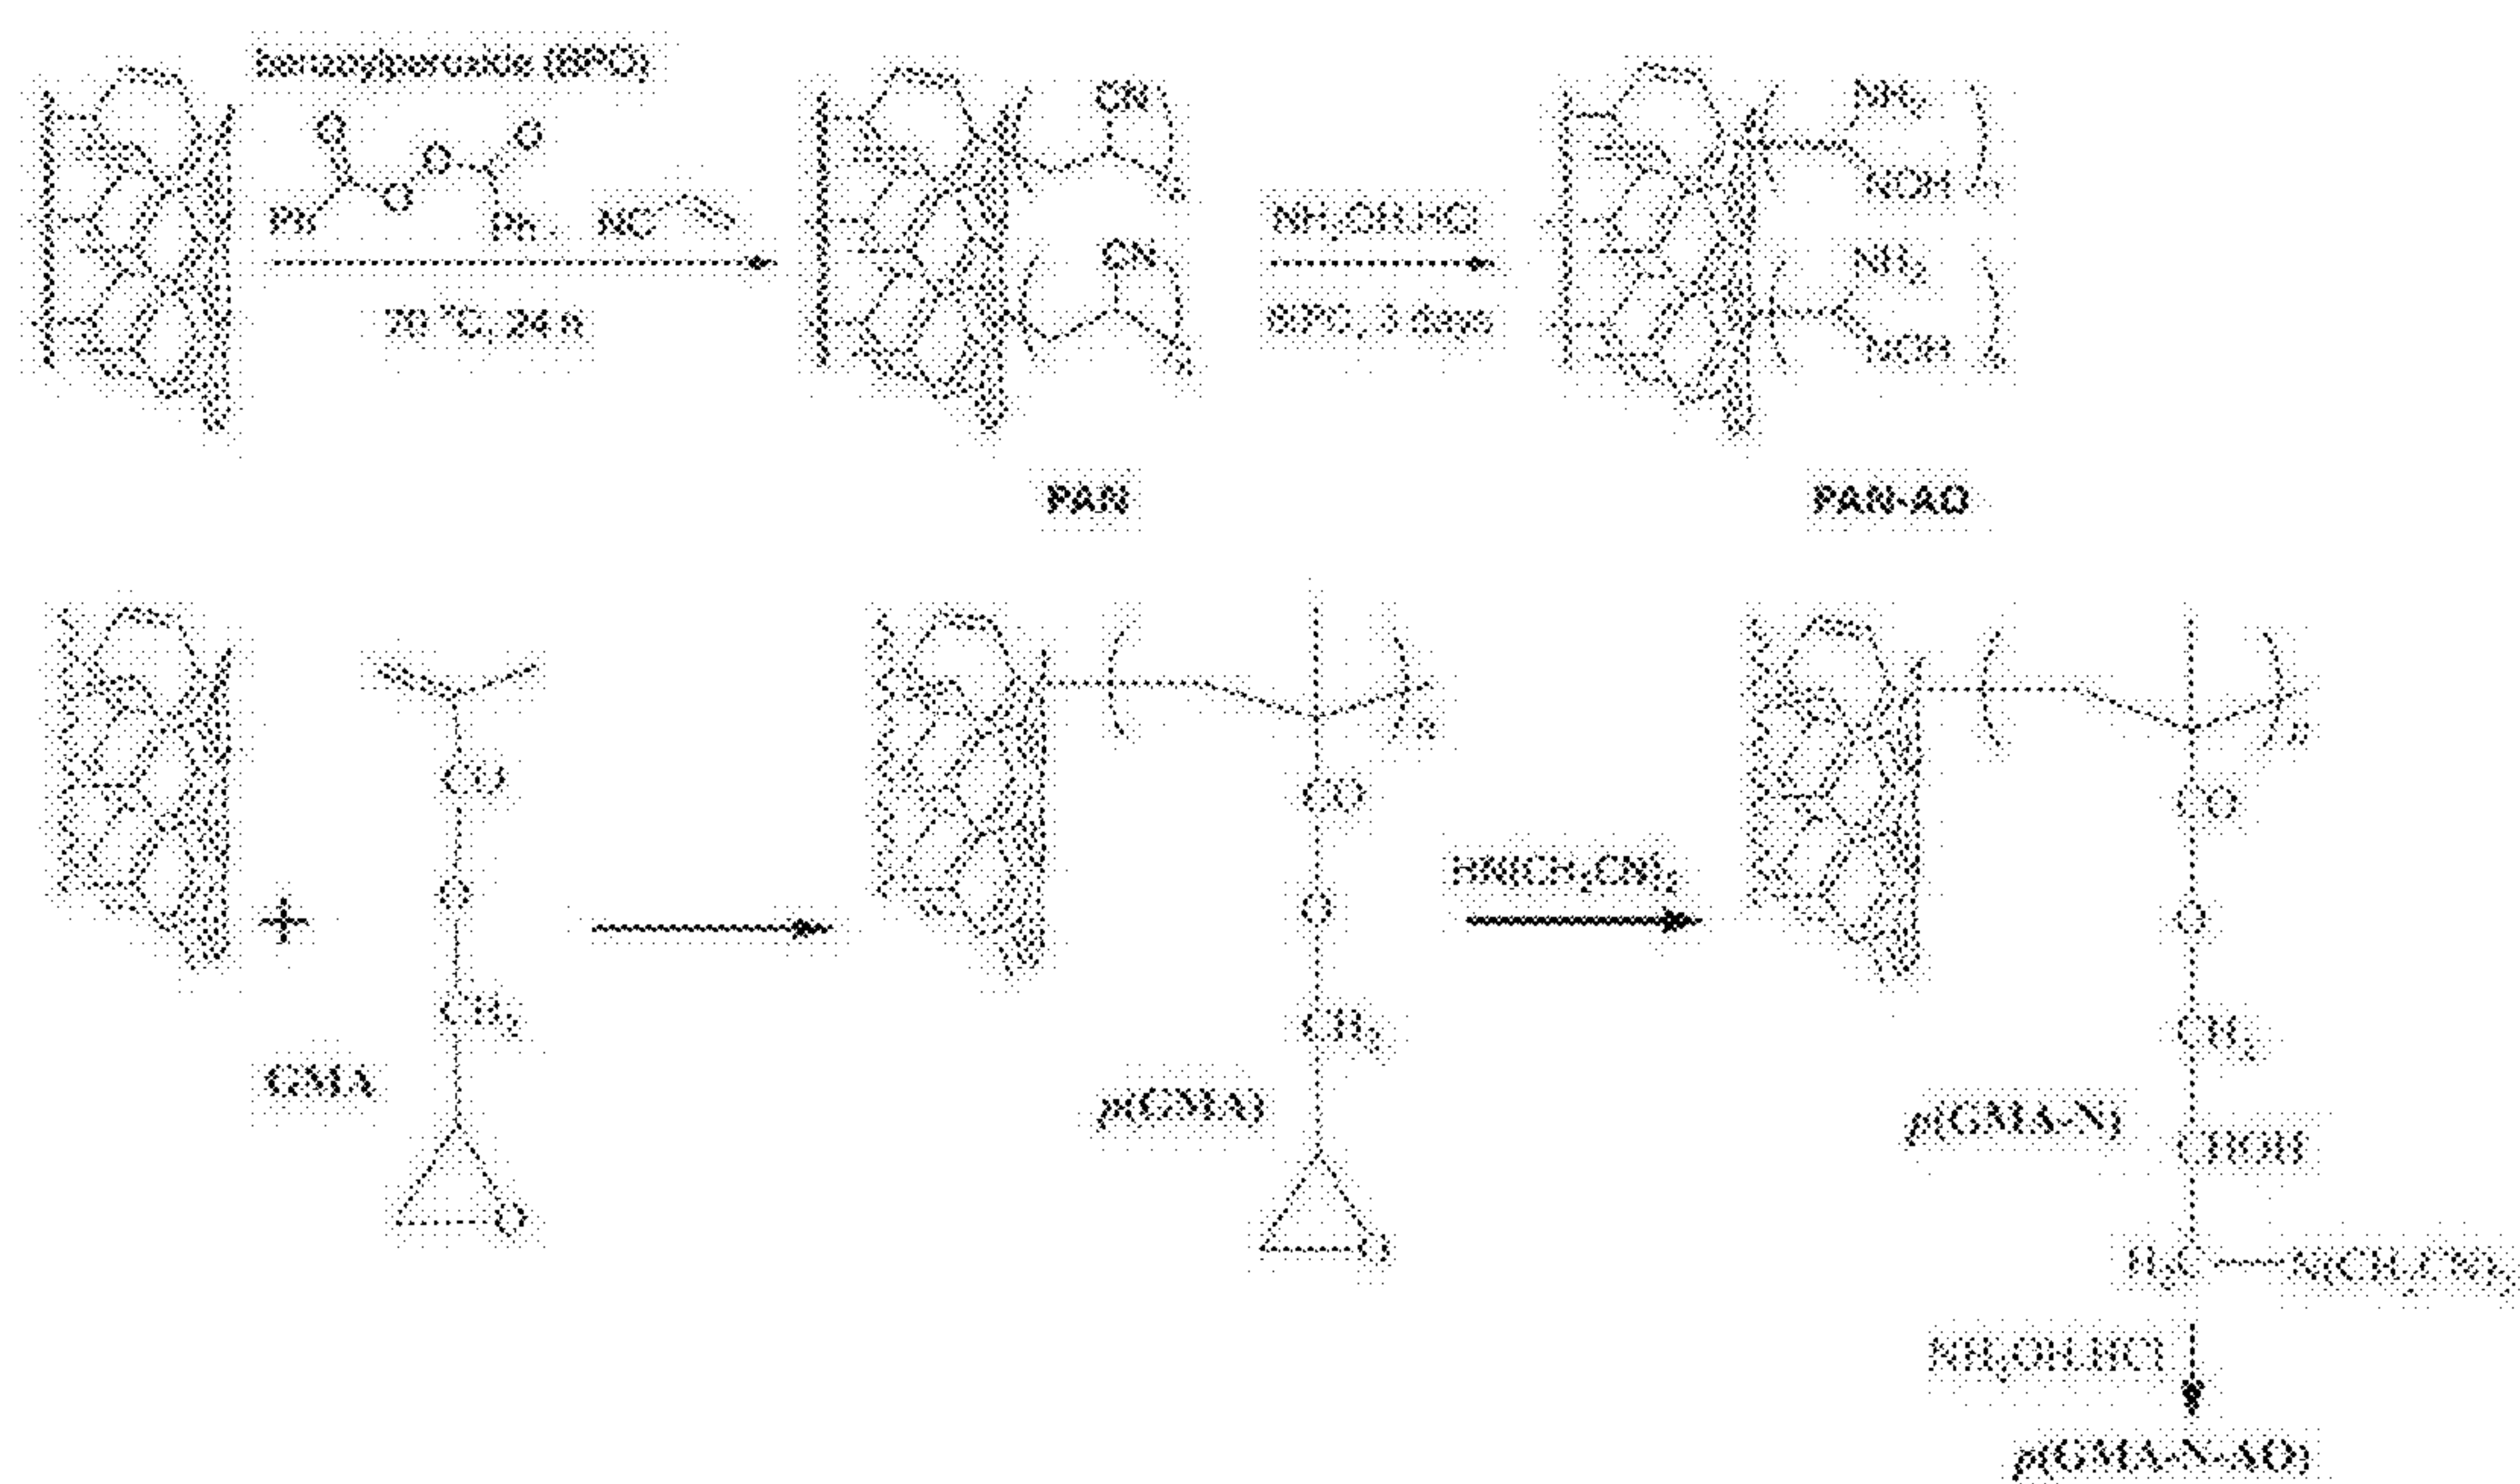 Benzoylperoxide (BPO)
O O O O Ph Ph NC
70 °C, 24 h
CN
CN
NH2OH.HCl
NH2
NOH
NH2
NOH
PAN
PAN-AO
CO
O
CH2
O
GMA
CO
O
CH2
O
p(GMA)
HN(CH2CN)2
CO
O
CH2
CHOH
H2C N(CH2CN)2
p(GMA-N)
NH2OH.HCl
p(GMA-N-AO)